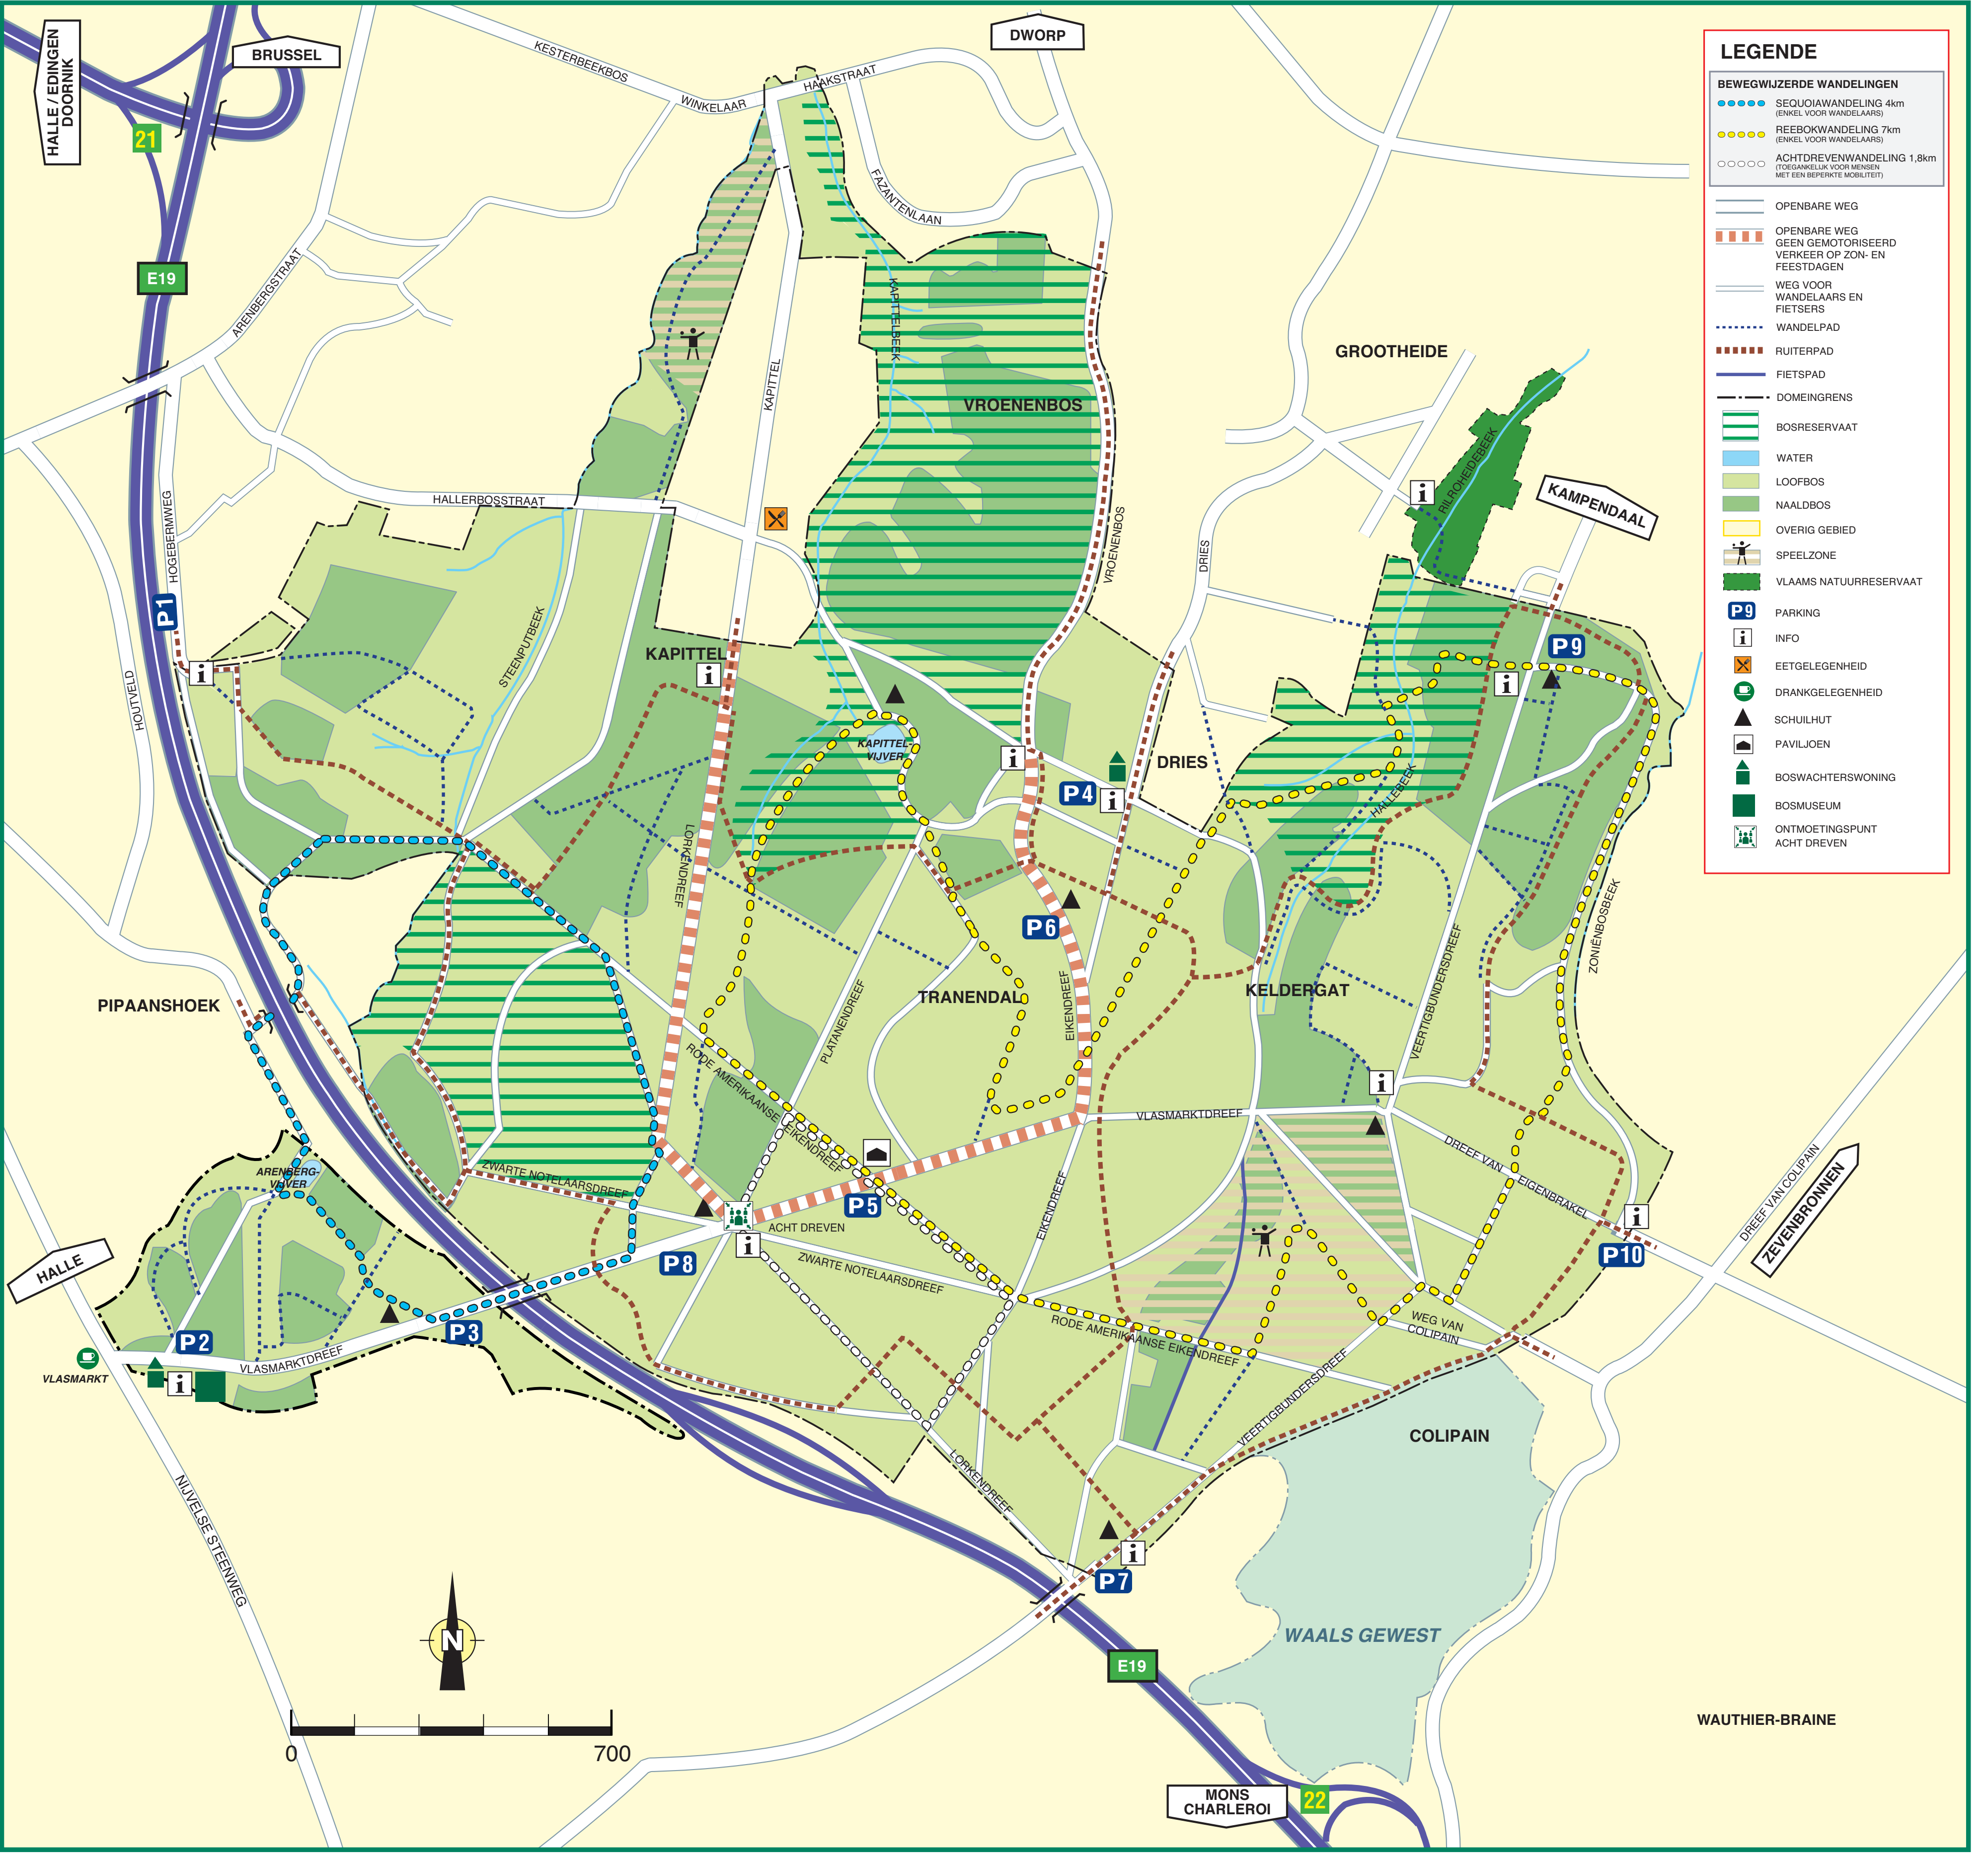 HALLE / EDINGEN
DOORNIK
BRUSSEL
21
E19
KESTERBEEKBOS
WINKELAAR
HAAKSTRAAT
DWORP
FAZANTENLAAN
ARENBERGSTRAAT
KAPITTELBEEK
KAPITTEL
VROENENBOS
VROENENBOS
GROOTHEIDE
RILROHEIDEBEEK
KAMPENDAAL
HALLERBOSSTRAAT
HOGEBERMWEG
P1
HOUTVELD
STEENPUTBEEK
KAPITTEL
DRIES
P9
KAPITTEL-
VIJVER
DRIES
P4
HALLEBEEK
LORKENDREEF
P6
ZONIËNBOSBEEK
PIPAANSHOEK
TRANENDAL
PLATANENDREEF
EIKENDREEF
KELDERGAT
VEERTIGBUNDERSDREEF
RODE AMERIKAANSE EIKENDREEF
VLASMARKTDREEF
DREEF VAN EIGENBRAKEL
ARENBERG-
VIJVER
ZWARTE NOTELAARSDREEF
P5
ACHT DREVEN
EIKENDREEF
DREEF VAN COLIPAIN
ZEVENBRONNEN
P10
HALLE
P8
ZWARTE NOTELAARSDREEF
P2
P3
VLASMARKTDREEF
VLASMARKT
RODE AMERIKAANSE EIKENDREEF
WEG VAN
COLIPAIN
VEERTIGBUNDERSDREEF
COLIPAIN
LORKENDREEF
NIJVELSE STEENWEG
P7
WAALS GEWEST
E19
N
0
700
WAUTHIER-BRAINE
MONS
CHARLEROI
22
LEGENDE
BEWEGWIJZERDE WANDELINGEN
SEQUOIAWANDELING 4km
(ENKEL VOOR WANDELAARS)
REEBOKWANDELING 7km
(ENKEL VOOR WANDELAARS)
ACHTDREVENWANDELING 1,8km
(TOEGANKELIJK VOOR MENSEN
MET EEN BEPERKTE MOBILITEIT)
OPENBARE WEG
OPENBARE WEG
GEEN GEMOTORISEERD
VERKEER OP ZON- EN
FEESTDAGEN
WEG VOOR
WANDELAARS EN
FIETSERS
WANDELPAD
RUITERPAD
FIETSPAD
DOMEINGRENS
BOSRESERVAAT
WATER
LOOFBOS
NAALDBOS
OVERIG GEBIED
SPEELZONE
VLAAMS NATUURRESERVAAT
P9 PARKING
i INFO
EETGELEGENHEID
DRANKGELEGENHEID
SCHUILHUT
PAVILJOEN
BOSWACHTERSWONING
BOSMUSEUM
ONTMOETINGSPUNT
ACHT DREVEN